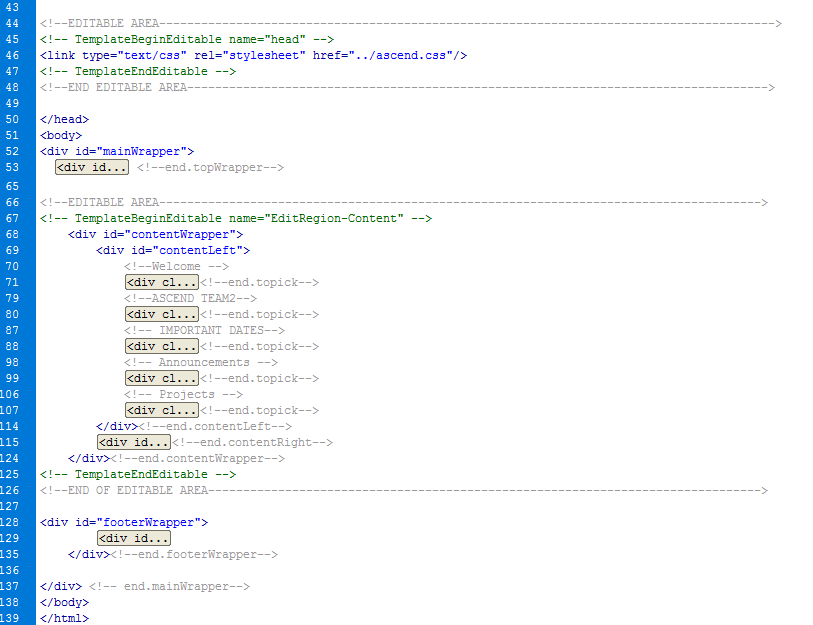 43
44 <!--EDITABLE AREA---------------------------------------------------------------------------------------->
45 <!-- TemplateBeginEditable name="head" -->
46 <link type="text/css" rel="stylesheet" href="../ascend.css"/>
47 <!-- TemplateEndEditable -->
48 <!--END EDITABLE AREA----------------------------------------------------------------------------------->
49
50 </head>
51 <body>
52 <div id="mainWrapper">
53 <div id... <!--end.topWrapper-->
65
66 <!--EDITABLE AREA-------------------------------------------------------------------------------------->
67 <!-- TemplateBeginEditable name="EditRegion-Content" -->
68 <div id="contentWrapper">
69 <div id="contentLeft">
70 <!--Welcome -->
71 <div cl...<!--end.topick-->
79 <!--ASCEND TEAM2-->
80 <div cl...<!--end.topick-->
87 <!-- IMPORTANT DATES-->
88 <div cl...<!--end.topick-->
98 <!-- Announcements -->
99 <div cl...<!--end.topick-->
106 <!-- Projects -->
107 <div cl...<!--end.topick-->
114 </div><!--end.contentLeft-->
115 <div id...<!--end.contentRight-->
124 </div><!--end.contentWrapper-->
125 <!-- TemplateEndEditable -->
126 <!--END OF EDITABLE AREA------------------------------------------------------------------------------->
127
128 <div id="footerWrapper">
129 <div id...
135 </div><!--end.footerWrapper-->
136
137 </div> <!-- end.mainWrapper-->
138 </body>
139 </html>